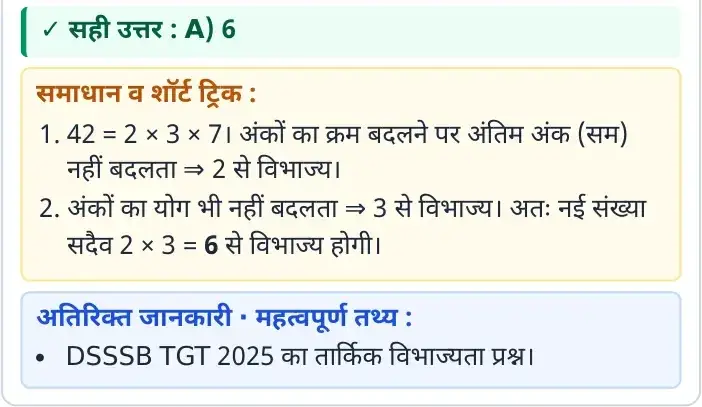 ✓ सही उत्तर : A) 6
समाधान व शॉर्ट ट्रिक :
1. 42 = 2 × 3 × 7। अंकों का क्रम बदलने पर अंतिम अंक (सम)
नहीं बदलता ⇒ 2 से विभाज्य।
2. अंकों का योग भी नहीं बदलता ⇒ 3 से विभाज्य। अतः नई संख्या
सदैव 2 × 3 = 6 से विभाज्य होगी।
अतिरिक्त जानकारी · महत्वपूर्ण तथ्य :
• DSSSB TGT 2025 का तार्किक विभाज्यता प्रश्न।